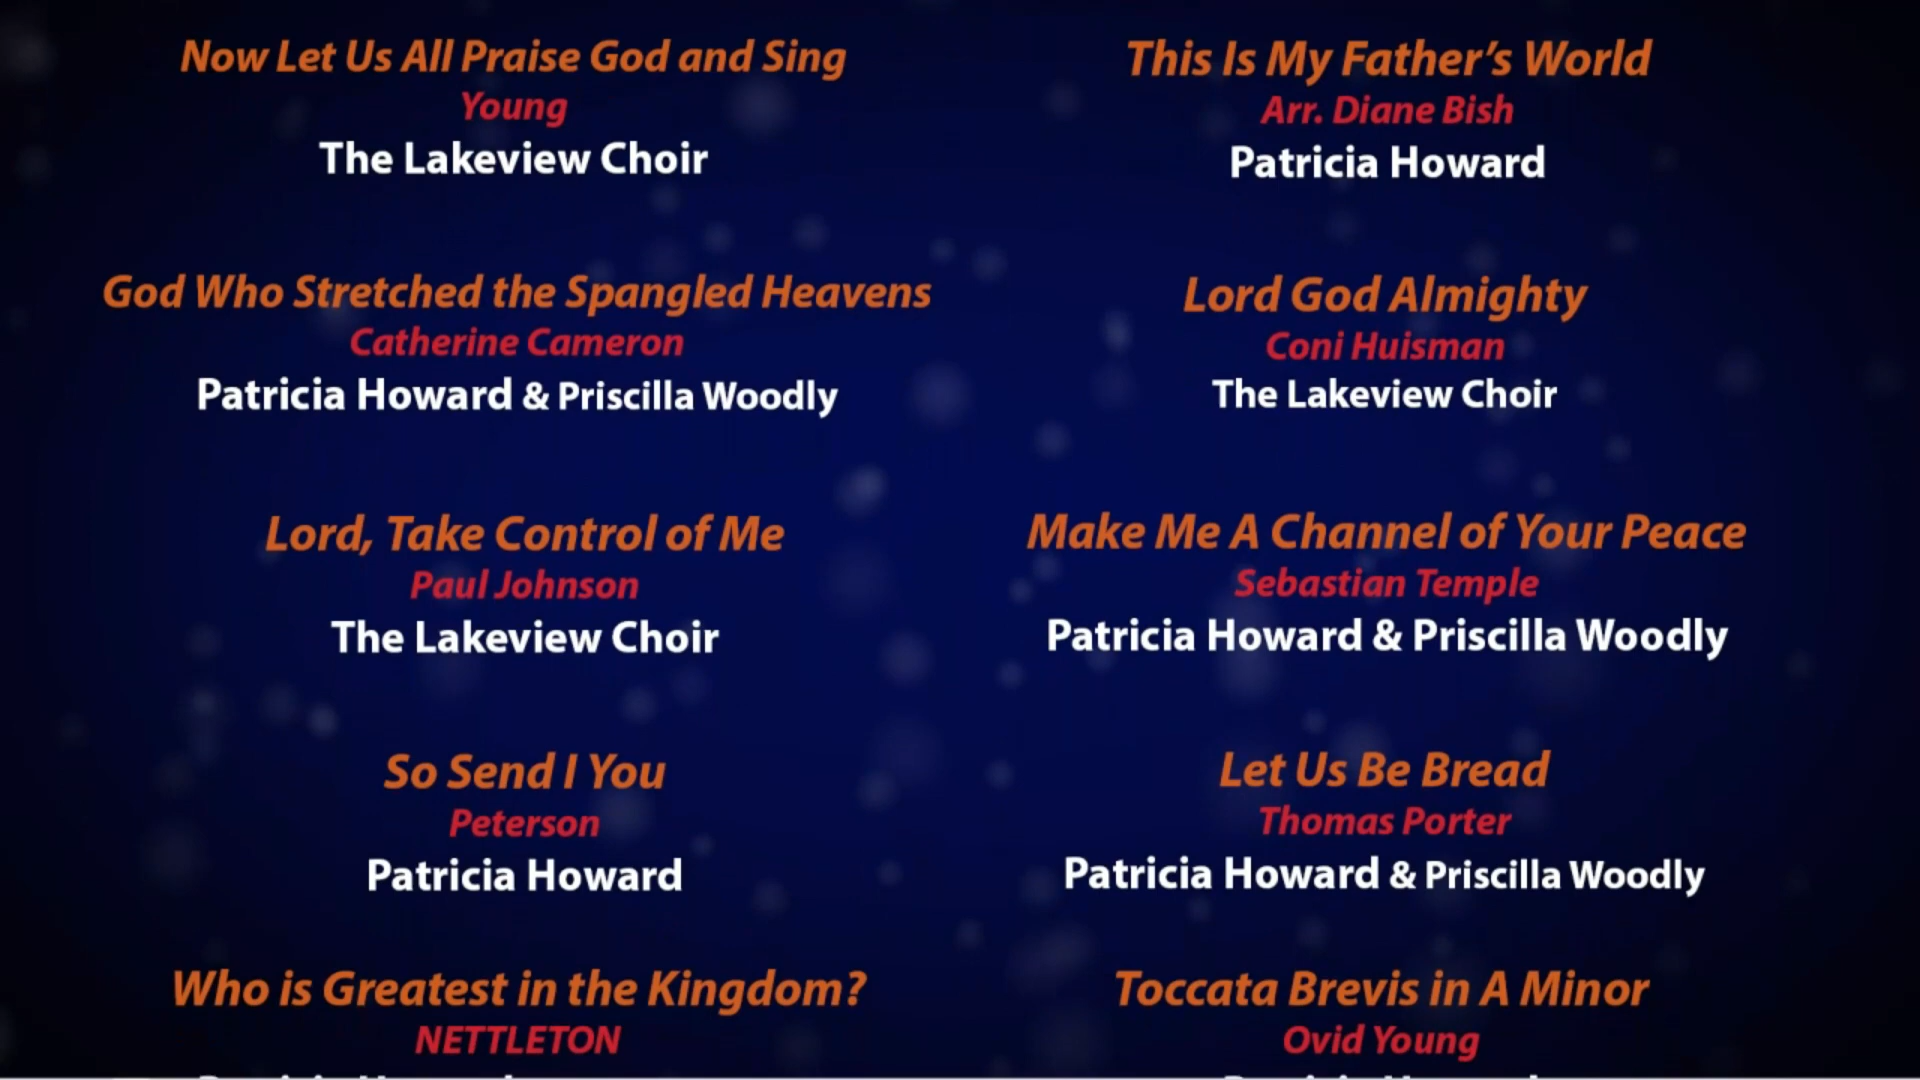 Now Let Us All Praise God and Sing
Young
The Lakeview Choir
God Who Stretched the Spangled Heavens
Catherine Cameron
Patricia Howard & Priscilla Woodly
Lord, Take Control of Me
Paul Johnson
The Lakeview Choir
So Send I You
Peterson
Patricia Howard
Who is Greatest in the Kingdom?
NETTLETON
This Is My Father's World
Arr. Diane Bish
Patricia Howard
Lord God Almighty
Coni Huisman
The Lakeview Choir
Make Me A Channel of Your Peace
Sebastian Temple
Patricia Howard & Priscilla Woodly
Let Us Be Bread
Thomas Porter
Patricia Howard & Priscilla Woodly
Toccata Brevis in A Minor
Ovid Young